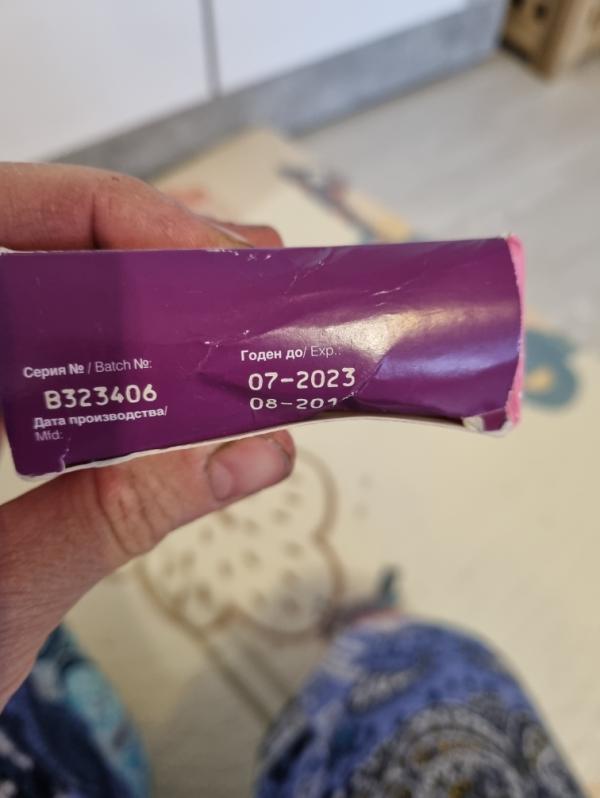 Серия № / Batch №:
B323406
Дата производства/
Mfd:
Годен до/ Exp.:
07-2023